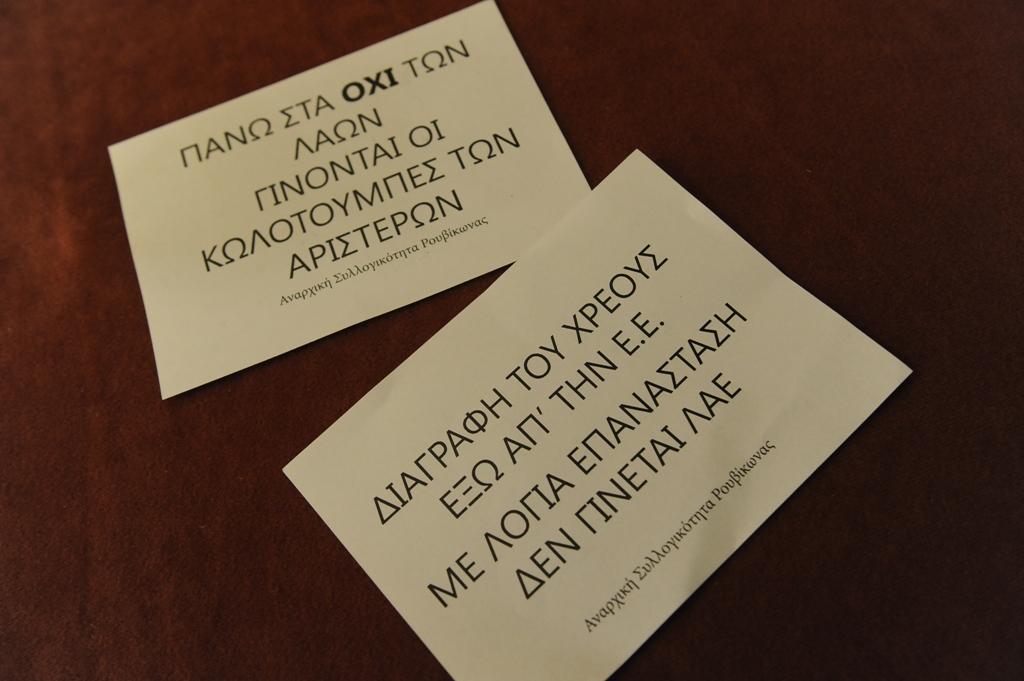 ΠΑΝΩ ΣΤΑ ΟΧΙ ΤΩΝ
ΛΑΩΝ
ΓΙΝΟΝΤΑΙ ΟΙ
ΚΩΛΟΤΟΥΜΠΕΣ ΤΩΝ
ΑΡΙΣΤΕΡΩΝ
Αναρχική Συλλογικότητα Ρουβίκωνας
ΔΙΑΓΡΑΦΗ ΤΟΥ ΧΡΕΟΥΣ
ΕΞΩ ΑΠ' ΤΗΝ Ε.Ε.
ΜΕ ΛΟΓΙΑ ΕΠΑΝΑΣΤΑΣΗ
ΔΕΝ ΓΙΝΕΤΑΙ ΛΑΕ
Αναρχική Συλλογικότητα Ρουβίκωνας